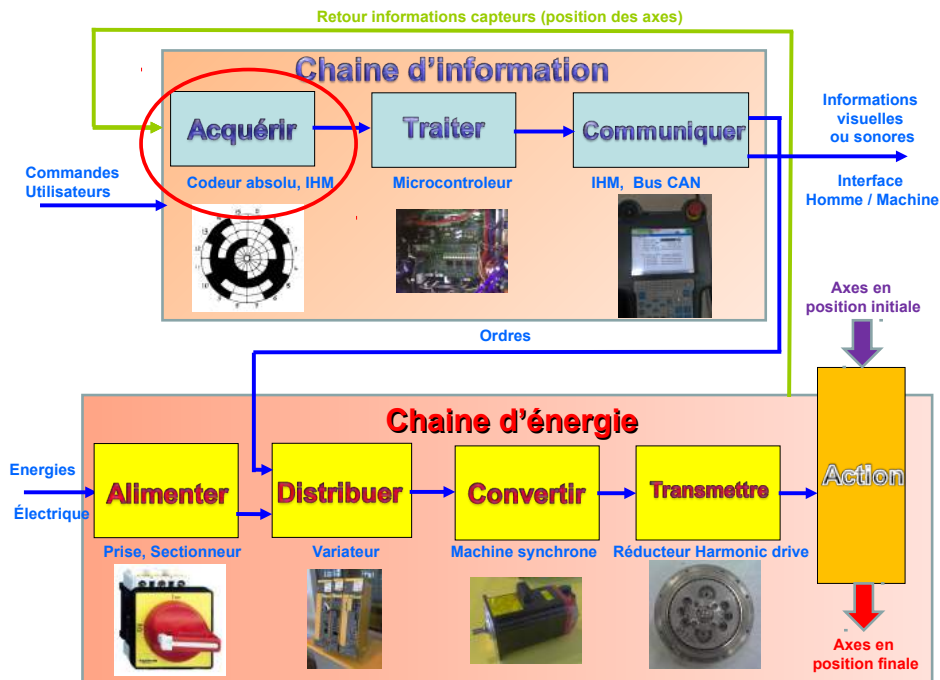 Retour informations capteurs (position des axes)
Chaine d'information
Acquérir
Traiter
Communiquer
Codeur absolu, IHM
Microcontroleur
IHM, Bus CAN
Commandes
Utilisateurs
Informations
visuelles
ou sonores
Interface
Homme / Machine
Axes en
position initiale
Ordres
Chaine d'énergie
Energies
Électrique
Alimenter
Distribuer
Convertir
Transmettre
Action
Prise, Sectionneur
Variateur
Machine synchrone
Réducteur Harmonic drive
Axes en
position finale